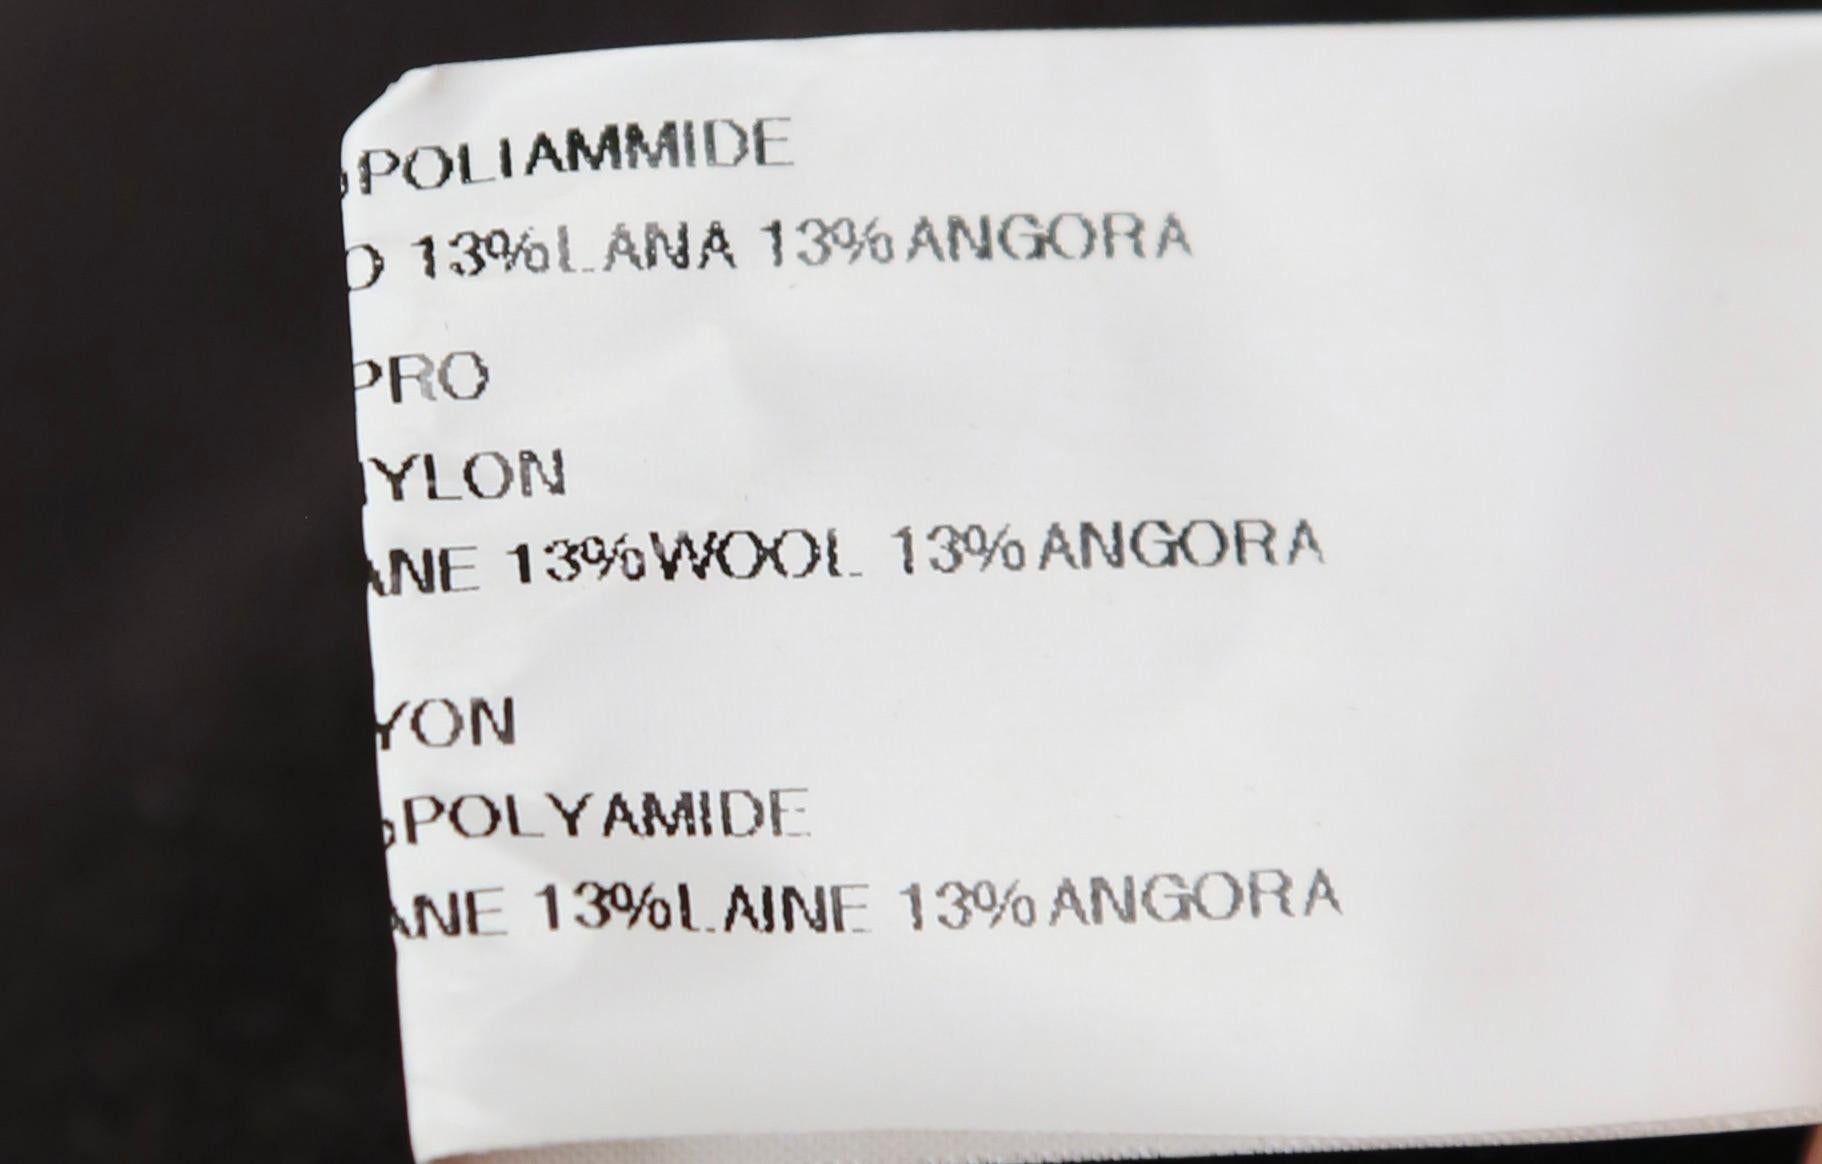 POLIAMMIDE
O 13%LANA 13%ANGORA
PRO
YLON
ANE 13%WOOL 13%ANGORA
YON
POLYAMIDE
ANE 13%LAINE 13%ANGORA